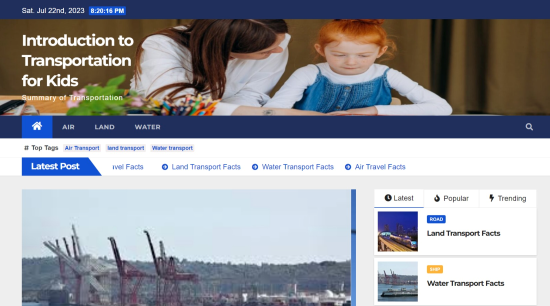 Sat. Jul 22nd, 2023 8:20:16 PM
Introduction to
Transportation
for Kids
Summary of Transportation
AIR LAND WATER
# Top Tags Air Transport land transport Water transport
Latest Post ivel Facts Land Transport Facts Water Transport Facts Air Travel Facts
Latest Popular Trending
ROAD
Land Transport Facts
SHIP
Water Transport Facts